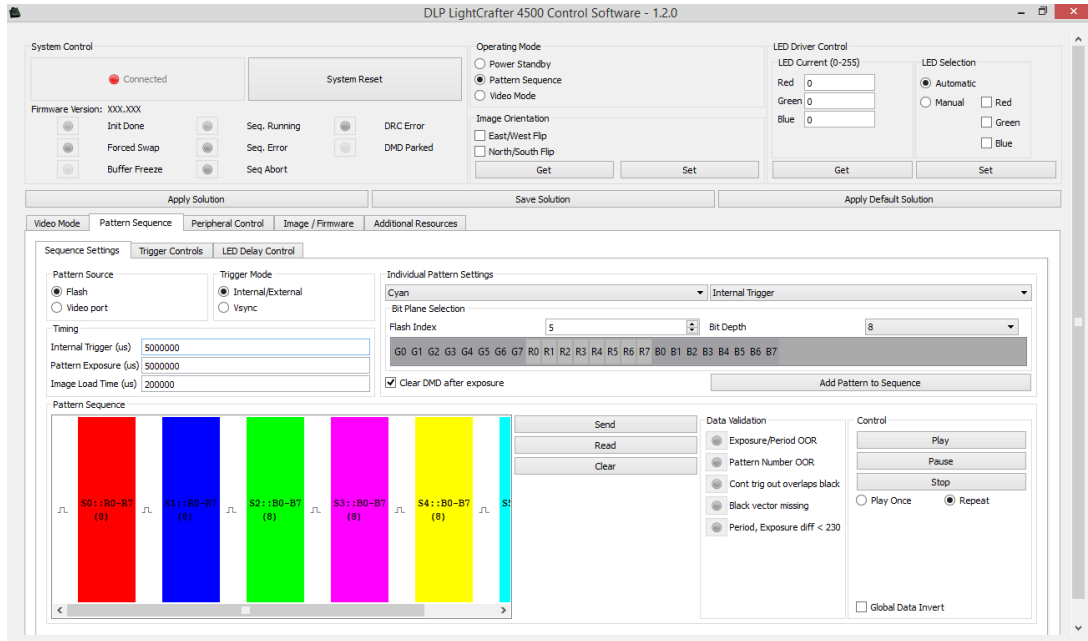 DLP LightCrafter 4500 Control Software - 1.2.0
System Control
Connected
System Reset
Firmware Version: XXX.XXX
Init Done
Seq. Running
DRC Error
Forced Swap
Seq. Error
DMD Parked
Buffer Freeze
Seq Abort
Operating Mode
Power Standby
Pattern Sequence
Video Mode
Image Orientation
East/West Flip
North/South Flip
Get
Set
LED Driver Control
LED Current (0-255)
Red 0
Green 0
Blue 0
LED Selection
Automatic
Manual
Red
Green
Blue
Get
Set
Apply Solution
Save Solution
Apply Default Solution
Video Mode
Pattern Sequence
Peripheral Control
Image / Firmware
Additional Resources
Sequence Settings
Trigger Controls
LED Delay Control
Pattern Source
Flash
Video port
Trigger Mode
Internal/External
Vsync
Timing
Internal Trigger (us) 5000000
Pattern Exposure (us) 5000000
Image Load Time (us) 200000
Individual Pattern Settings
Cyan
Internal Trigger
Bit Plane Selection
Flash Index 5
Bit Depth 8
G0 G1 G2 G3 G4 G5 G6 G7 R0 R1 R2 R3 R4 R5 R6 R7 B0 B1 B2 B3 B4 B5 B6 B7
Clear DMD after exposure
Add Pattern to Sequence
Pattern Sequence
S0::R0-R7
(8)
S1::B0-B7
(8)
S2::B0-B7
(8)
S3::B0-B7
(8)
S4::B0-B7
(8)
Send
Read
Clear
Data Validation
Exposure/Period OOR
Pattern Number OOR
Cont trig out overlaps black
Black vector missing
Period, Exposure diff < 230
Control
Play
Pause
Stop
Play Once
Repeat
Global Data Invert